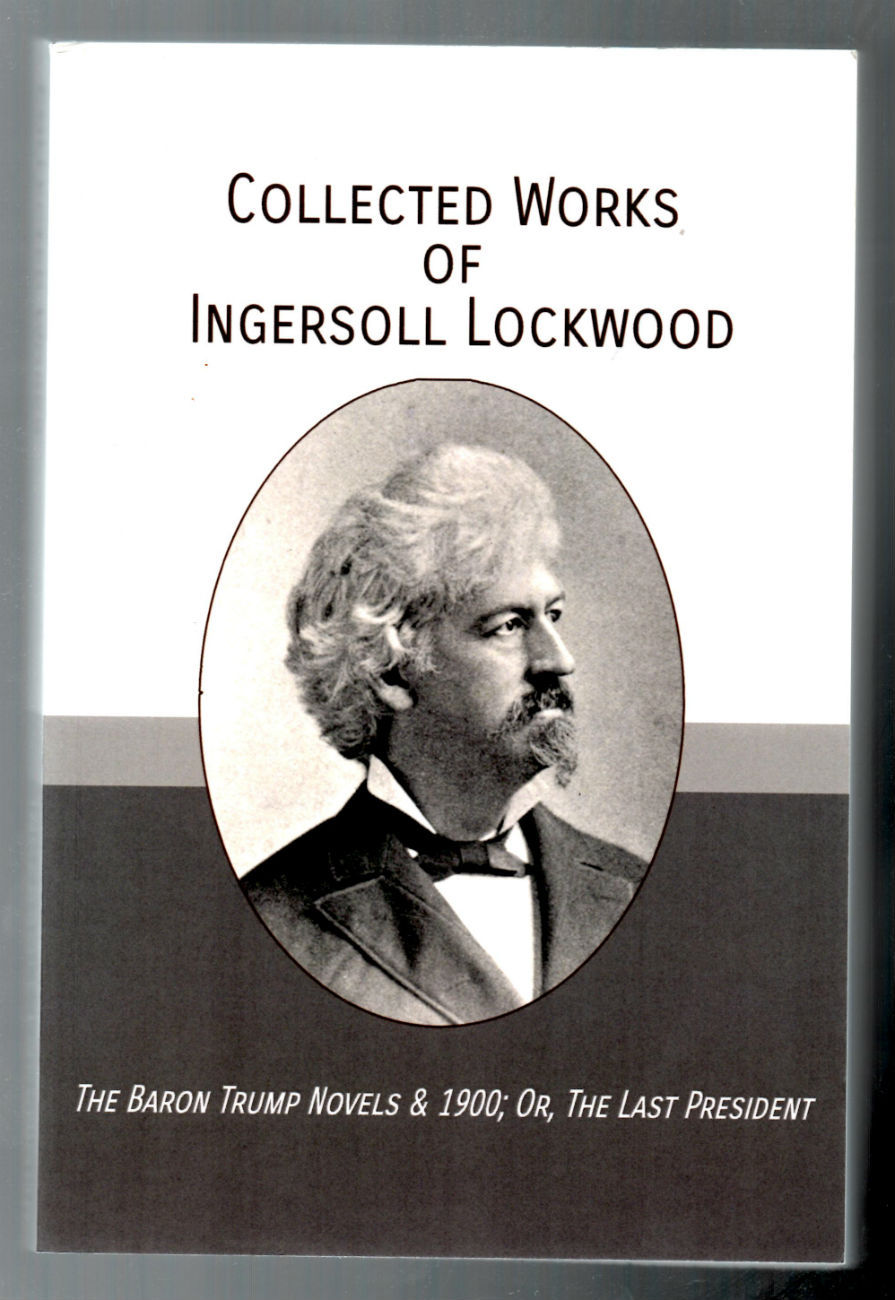 Collected Works
of
Ingersoll Lockwood
The Baron Trump Novels & 1900; Or, The Last President